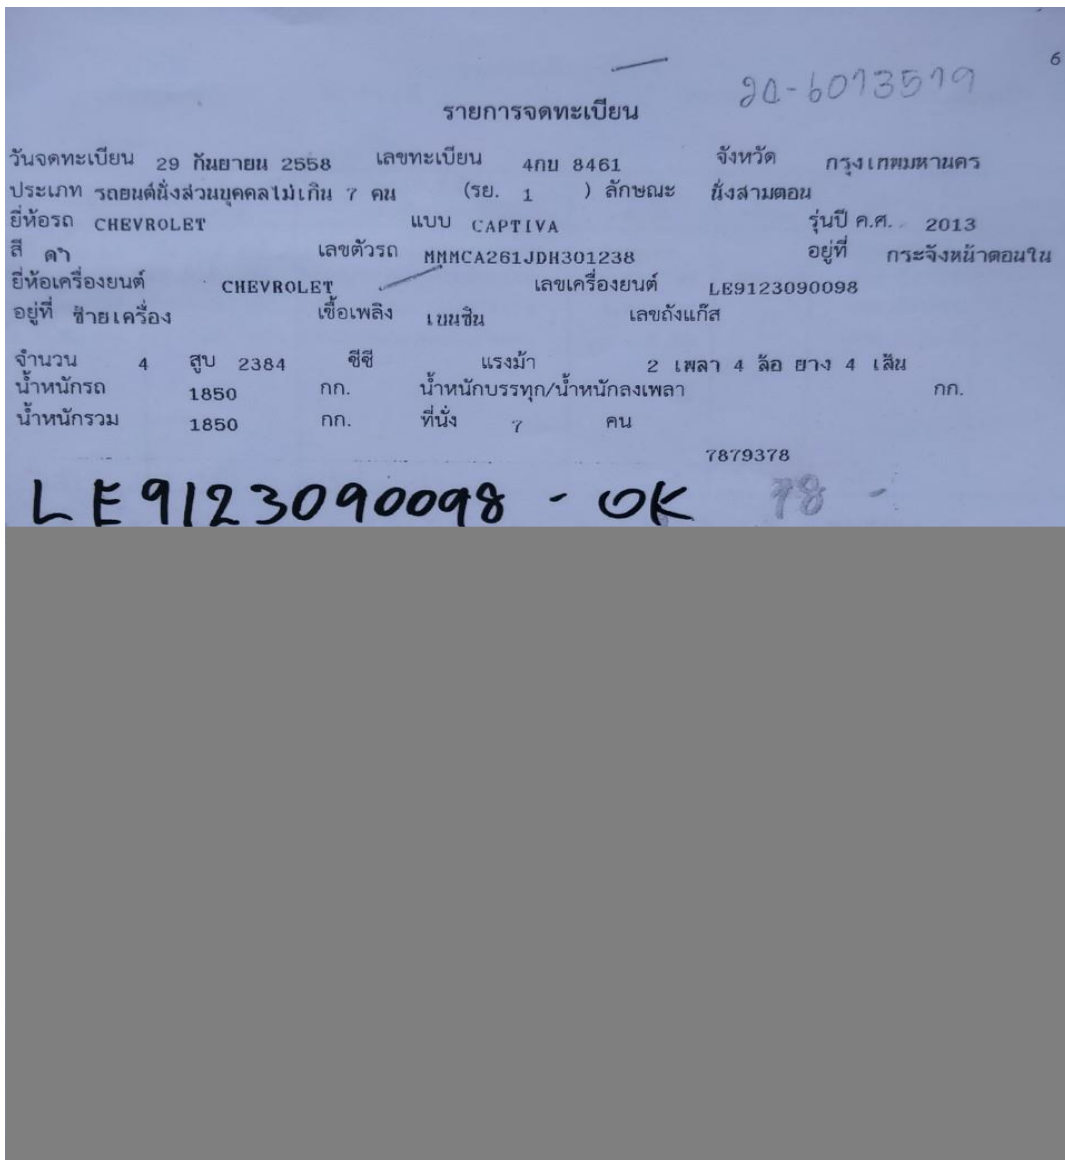 6
20-6013519
รายการจดทะเบียน
วันจดทะเบียน 29 กันยายน 2558 เลขทะเบียน 4กบ 8461 จังหวัด กรุงเทพมหานคร
ประเภท รถยนต์นั่งส่วนบุคคลไม่เกิน 7 คน (รย. 1 ) ลักษณะ นั่งสามตอน
ยี่ห้อรถ CHEVROLET แบบ CAPTIVA รุ่นปี ค.ศ. 2013
สี ดำ เลขตัวรถ MMMCA261JDH301238 อยู่ที่ กระจังหน้าตอนใน
ยี่ห้อเครื่องยนต์ CHEVROLET เลขเครื่องยนต์ LE9123090098
อยู่ที่ ซ้ายเครื่อง เชื้อเพลิง เบนซิน เลขถังแก๊ส
จำนวน 4 สูบ 2384 ซีซี แรงม้า 2 เพลา 4 ล้อ ยาง 4 เส้น
น้ำหนักรถ 1850 กก. น้ำหนักบรรทุก/น้ำหนักลงเพลา กก.
น้ำหนักรวม 1850 กก. ที่นั่ง 7 คน
7879378
LE9123090098 - OK 78 -